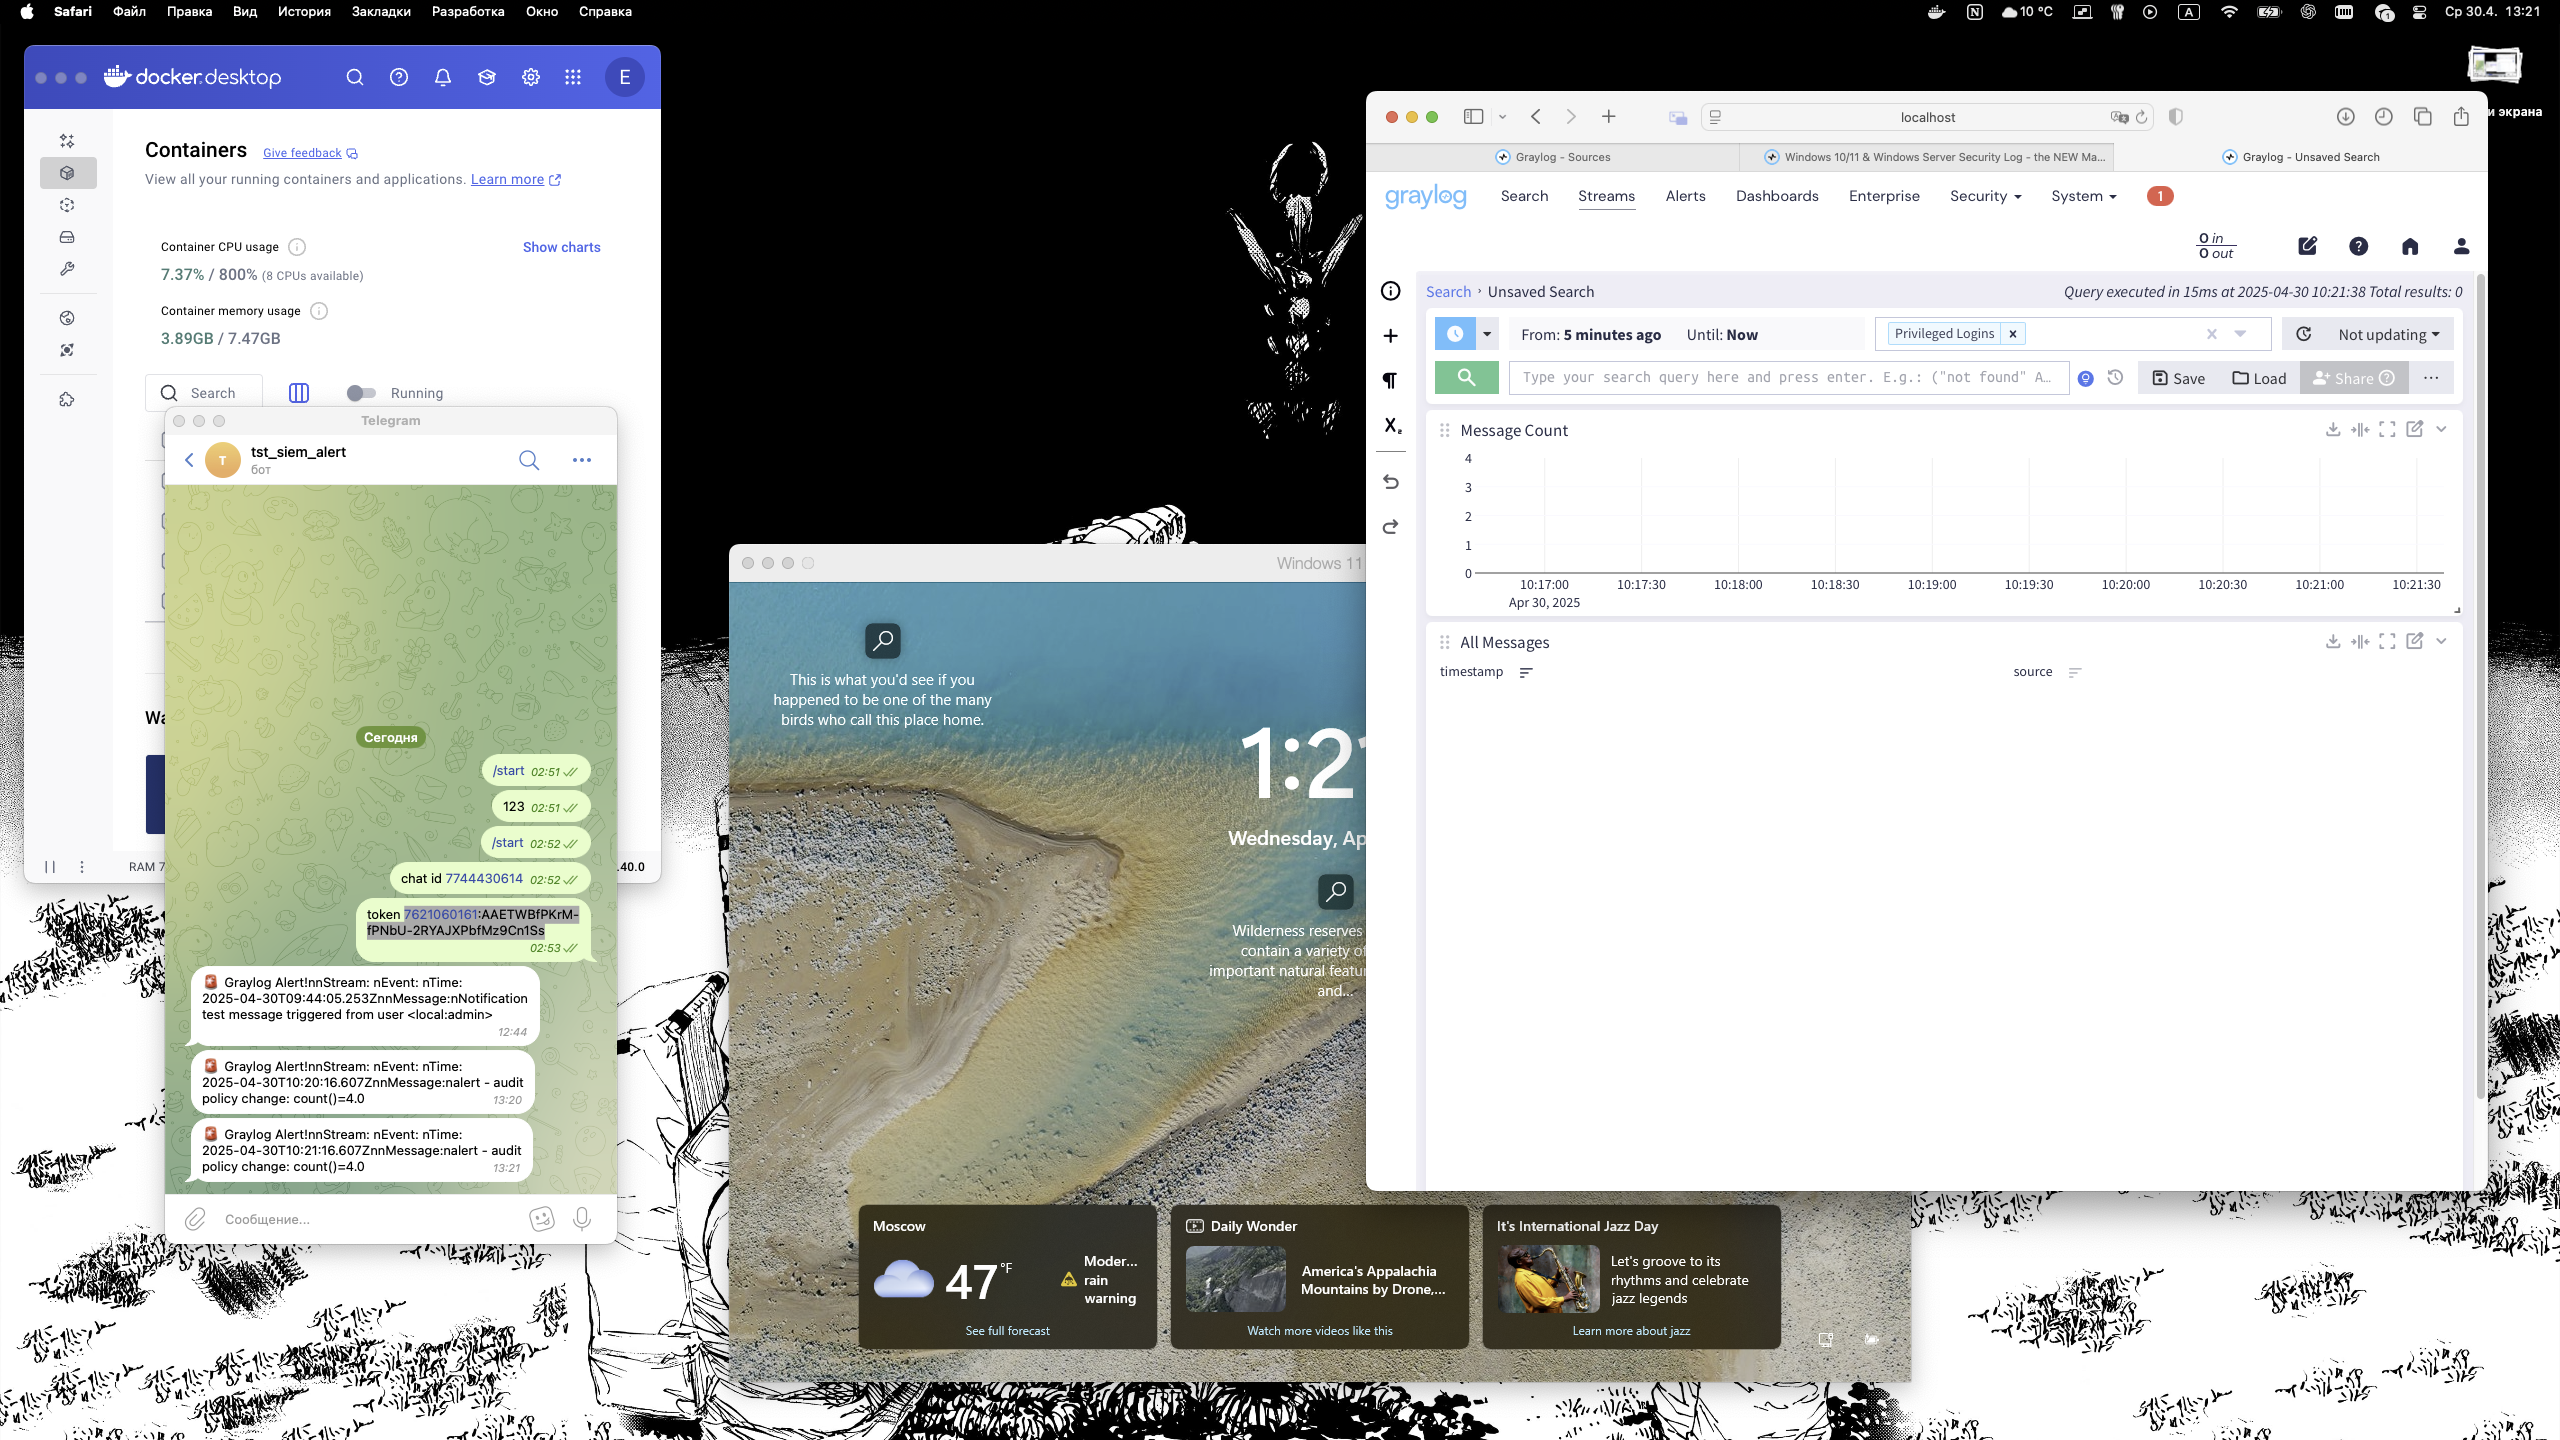 Safari Файл Правка Вид История Закладки Разработка Окно Справка
10 °C A 1 Ср 30.4. 13:21
docker.desktop E
Containers Give feedback
View all your running containers and applications. Learn more
Container CPU usage Show charts
7.37% / 800% (8 CPUs available)
Container memory usage
3.89GB / 7.47GB
Search Running
RAM 7
.40.0
Telegram
T tst_siem_alert
бот
Сегодня
/start 02:51
123 02:51
/start 02:52
chat id 7744430614 02:52
token 7621060161:AAETWBfPKrM-
fPNbU-2RYAJXPbfMz9Cn1Ss
02:53
Graylog Alert!nnStream: nEvent: nTime:
2025-04-30T09:44:05.253ZnnMessage:nNotification
test message triggered from user <local:admin>
12:44
Graylog Alert!nnStream: nEvent: nTime:
2025-04-30T10:20:16.607ZnnMessage:nalert - audit
policy change: count()=4.0 13:20
Graylog Alert!nnStream: nEvent: nTime:
2025-04-30T10:21:16.607ZnnMessage:nalert - audit
policy change: count()=4.0 13:21
Сообщение...
Windows 11
This is what you'd see if you
happened to be one of the many
birds who call this place home.
1:2
Wednesday, Ap
Wilderness reserves
contain a variety of
important natural featu
and...
Moscow
47 °F
Moder...
rain
warning
See full forecast
Daily Wonder
America's Appalachia
Mountains by Drone,...
Watch more videos like this
It's International Jazz Day
Let's groove to its
rhythms and celebrate
jazz legends
Learn more about jazz
и экрана
localhost
Graylog - Sources Windows 10/11 & Windows Server Security Log - the NEW Ma... Graylog - Unsaved Search
graylog Search Streams Alerts Dashboards Enterprise Security System 1
0 in
0 out
Search › Unsaved Search Query executed in 15ms at 2025-04-30 10:21:38 Total results: 0
From: 5 minutes ago Until: Now Privileged Logins × Not updating
Type your search query here and press enter. E.g.: ("not found" A… Save Load Share ...
Message Count
4
3
2
1
0
10:17:00 10:17:30 10:18:00 10:18:30 10:19:00 10:19:30 10:20:00 10:20:30 10:21:00 10:21:30
Apr 30, 2025
All Messages
timestamp source